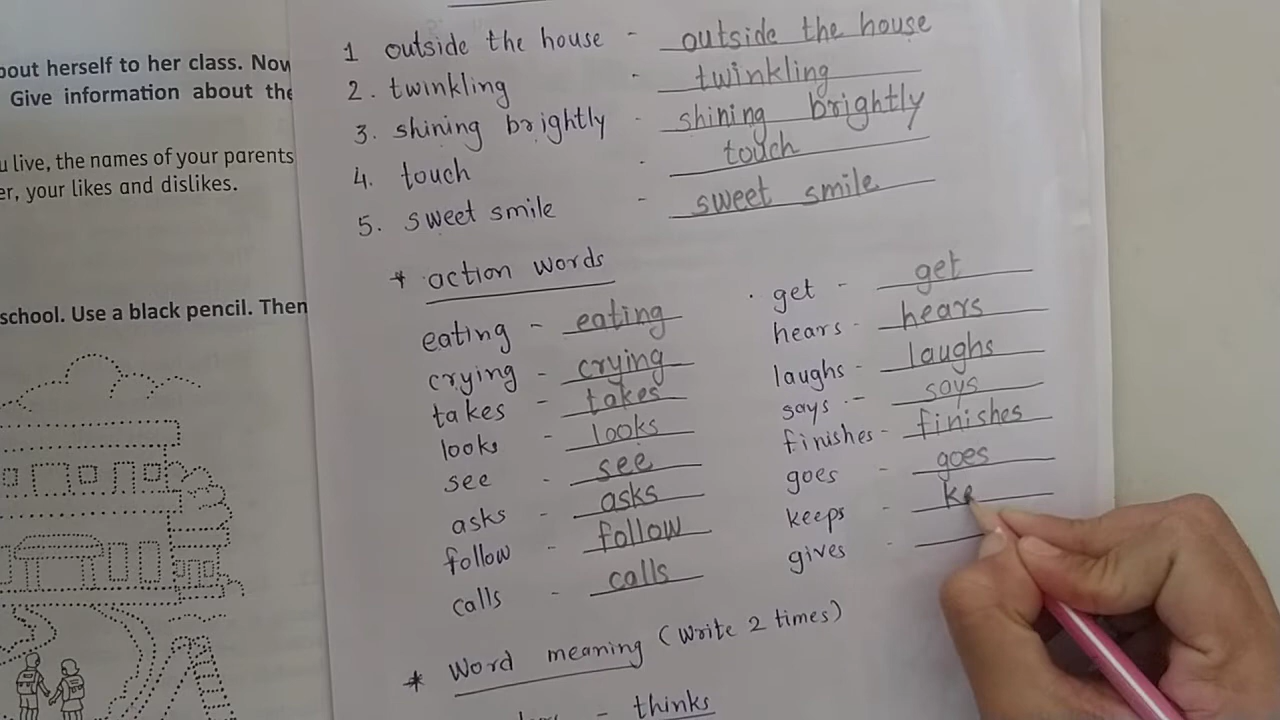 bout herself to her class. Now
Give information about the
u live, the names of your parents
er, your likes and dislikes.
school. Use a black pencil. Then
1 outside the house - outside the house
2. twinkling - twinkling
3. shining brightly - shining brightly
4. touch - touch
5. sweet smile - sweet smile
* action words
eating - eating
crying - crying
takes - takes
looks - looks
see - see
asks - asks
follow - follow
calls - calls
get - get
hears - hears
laughs - laughs
says - says
finishes - finishes
goes - goes
keeps - ke
gives -
* Word meaning (Write 2 times)
- thinks